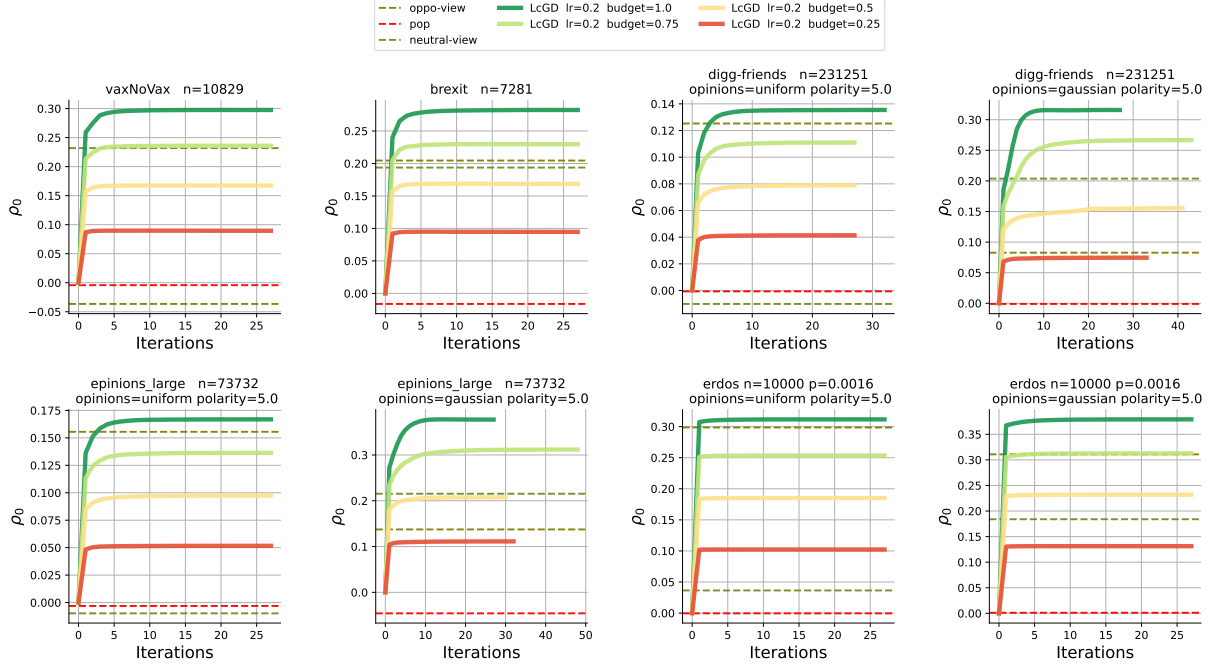 oppo-view
pop
neutral-view
LcGD lr=0.2 budget=1.0
LcGD lr=0.2 budget=0.75
LcGD lr=0.2 budget=0.5
LcGD lr=0.2 budget=0.25
vaxNoVax n=10829
ρ0
0.30
0.25
0.20
0.15
0.10
0.05
0.00
−0.05
0 5 10 15 20 25
Iterations
brexit n=7281
ρ0
0.25
0.20
0.15
0.10
0.05
0.00
0 5 10 15 20 25
Iterations
digg-friends n=231251
opinions=uniform polarity=5.0
ρ0
0.14
0.12
0.10
0.08
0.06
0.04
0.02
0.00
0 10 20 30
Iterations
digg-friends n=231251
opinions=gaussian polarity=5.0
ρ0
0.30
0.25
0.20
0.15
0.10
0.05
0.00
0 10 20 30 40
Iterations
epinions_large n=73732
opinions=uniform polarity=5.0
ρ0
0.175
0.150
0.125
0.100
0.075
0.050
0.025
0.000
0 5 10 15 20 25
Iterations
epinions_large n=73732
opinions=gaussian polarity=5.0
ρ0
0.3
0.2
0.1
0.0
0 10 20 30 40 50
Iterations
erdos n=10000 p=0.0016
opinions=uniform polarity=5.0
ρ0
0.30
0.25
0.20
0.15
0.10
0.05
0.00
0 5 10 15 20 25
Iterations
erdos n=10000 p=0.0016
opinions=gaussian polarity=5.0
ρ0
0.35
0.30
0.25
0.20
0.15
0.10
0.05
0.00
0 5 10 15 20 25
Iterations